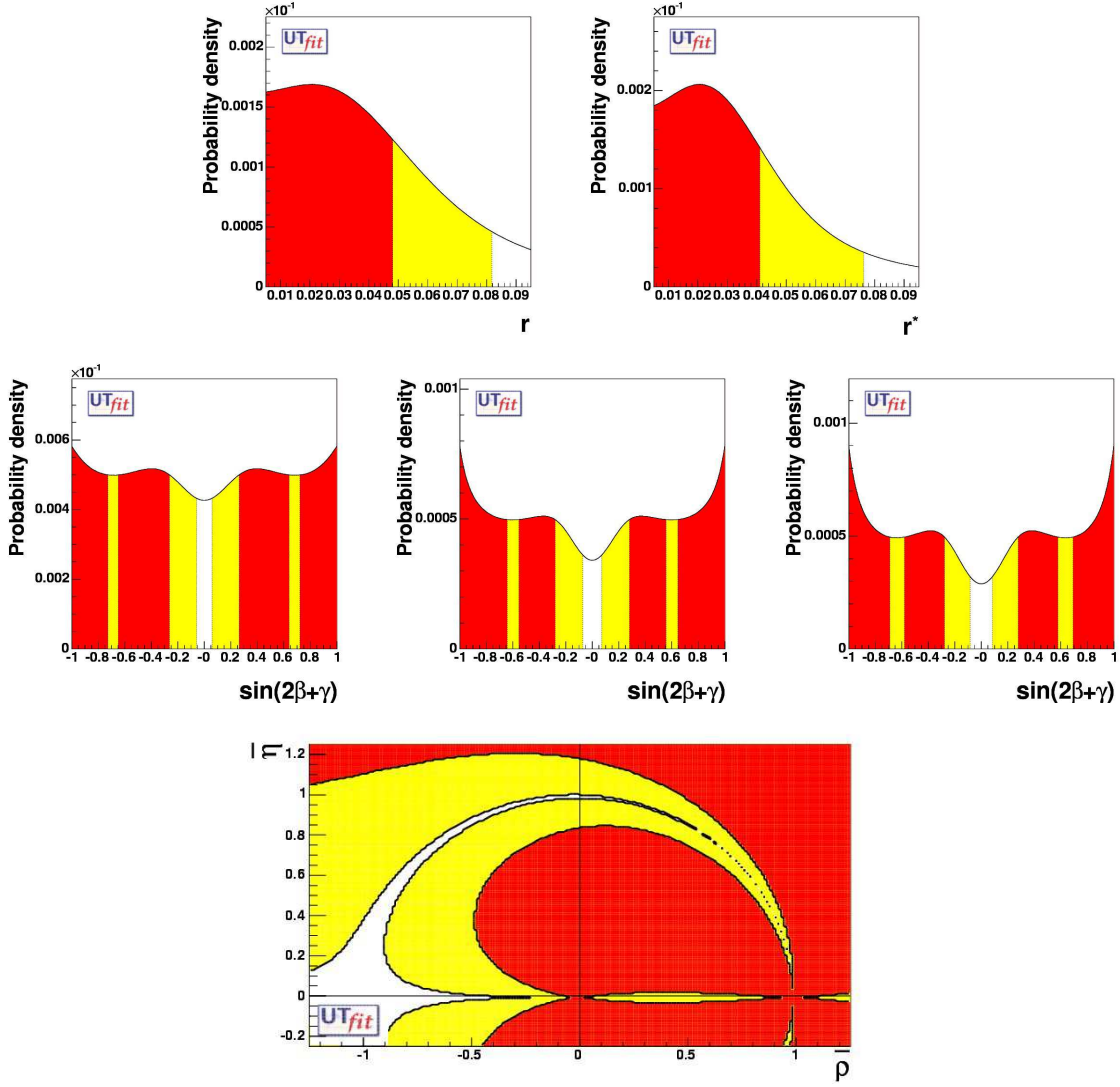 ×10⁻¹
Probability density
UTfit
0.002
0.0015
0.001
0.0005
0
0.01 0.02 0.03 0.04 0.05 0.06 0.07 0.08 0.09
r
×10⁻¹
Probability density
UTfit
0.002
0.001
0
0.01 0.02 0.03 0.04 0.05 0.06 0.07 0.08 0.09
r*
×10⁻¹
Probability density
UTfit
0.006
0.004
0.002
0
-1 -0.8 -0.6 -0.4 -0.2 -0 0.2 0.4 0.6 0.8 1
sin(2β+γ)
Probability density
UTfit
0.001
0.0005
0
-1 -0.8 -0.6 -0.4 -0.2 -0 0.2 0.4 0.6 0.8 1
sin(2β+γ)
Probability density
UTfit
0.001
0.0005
0
-1 -0.8 -0.6 -0.4 -0.2 -0 0.2 0.4 0.6 0.8 1
sin(2β+γ)
η̅
1.2
1
0.8
0.6
0.4
0.2
0
-0.2
UTfit
-1 -0.5 0 0.5 1
ρ̅